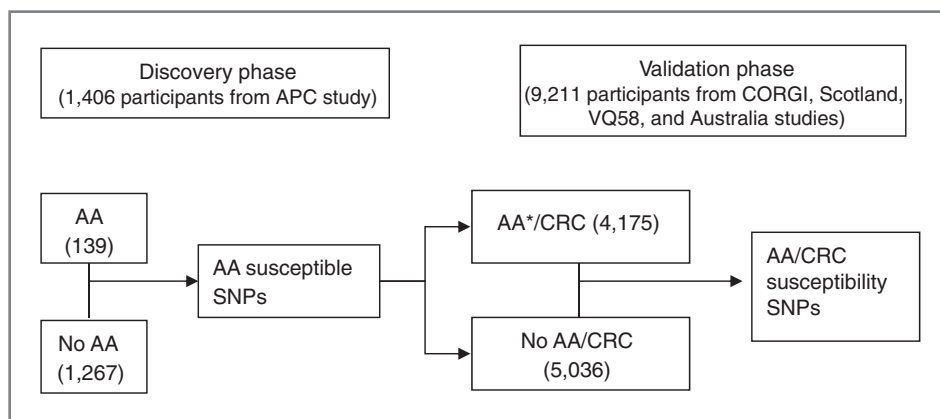 Discovery phase
(1,406 participants from APC study)
Validation phase
(9,211 participants from CORGI, Scotland,
VQ58, and Australia studies)
AA
(139)
No AA
(1,267)
AA susceptible
SNPs
AA*/CRC (4,175)
No AA/CRC
(5,036)
AA/CRC
susceptibility
SNPs